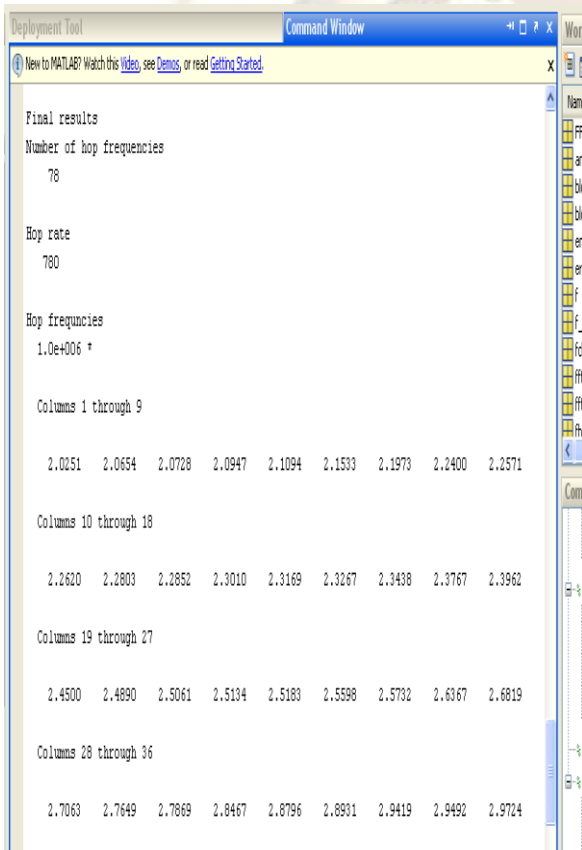 Deployment Tool
Command Window
New to MATLAB? Watch this Video, see Demos, or read Getting Started.
Final results
Number of hop frequencies
78
Hop rate
780
Hop frequncies
1.0e+006 *
Columns 1 through 9
2.0251 2.0654 2.0728 2.0947 2.1094 2.1533 2.1973 2.2400 2.2571
Columns 10 through 18
2.2620 2.2803 2.2852 2.3010 2.3169 2.3267 2.3438 2.3767 2.3962
Columns 19 through 27
2.4500 2.4890 2.5061 2.5134 2.5183 2.5598 2.5732 2.6367 2.6819
Columns 28 through 36
2.7063 2.7649 2.7869 2.8467 2.8796 2.8931 2.9419 2.9492 2.9724